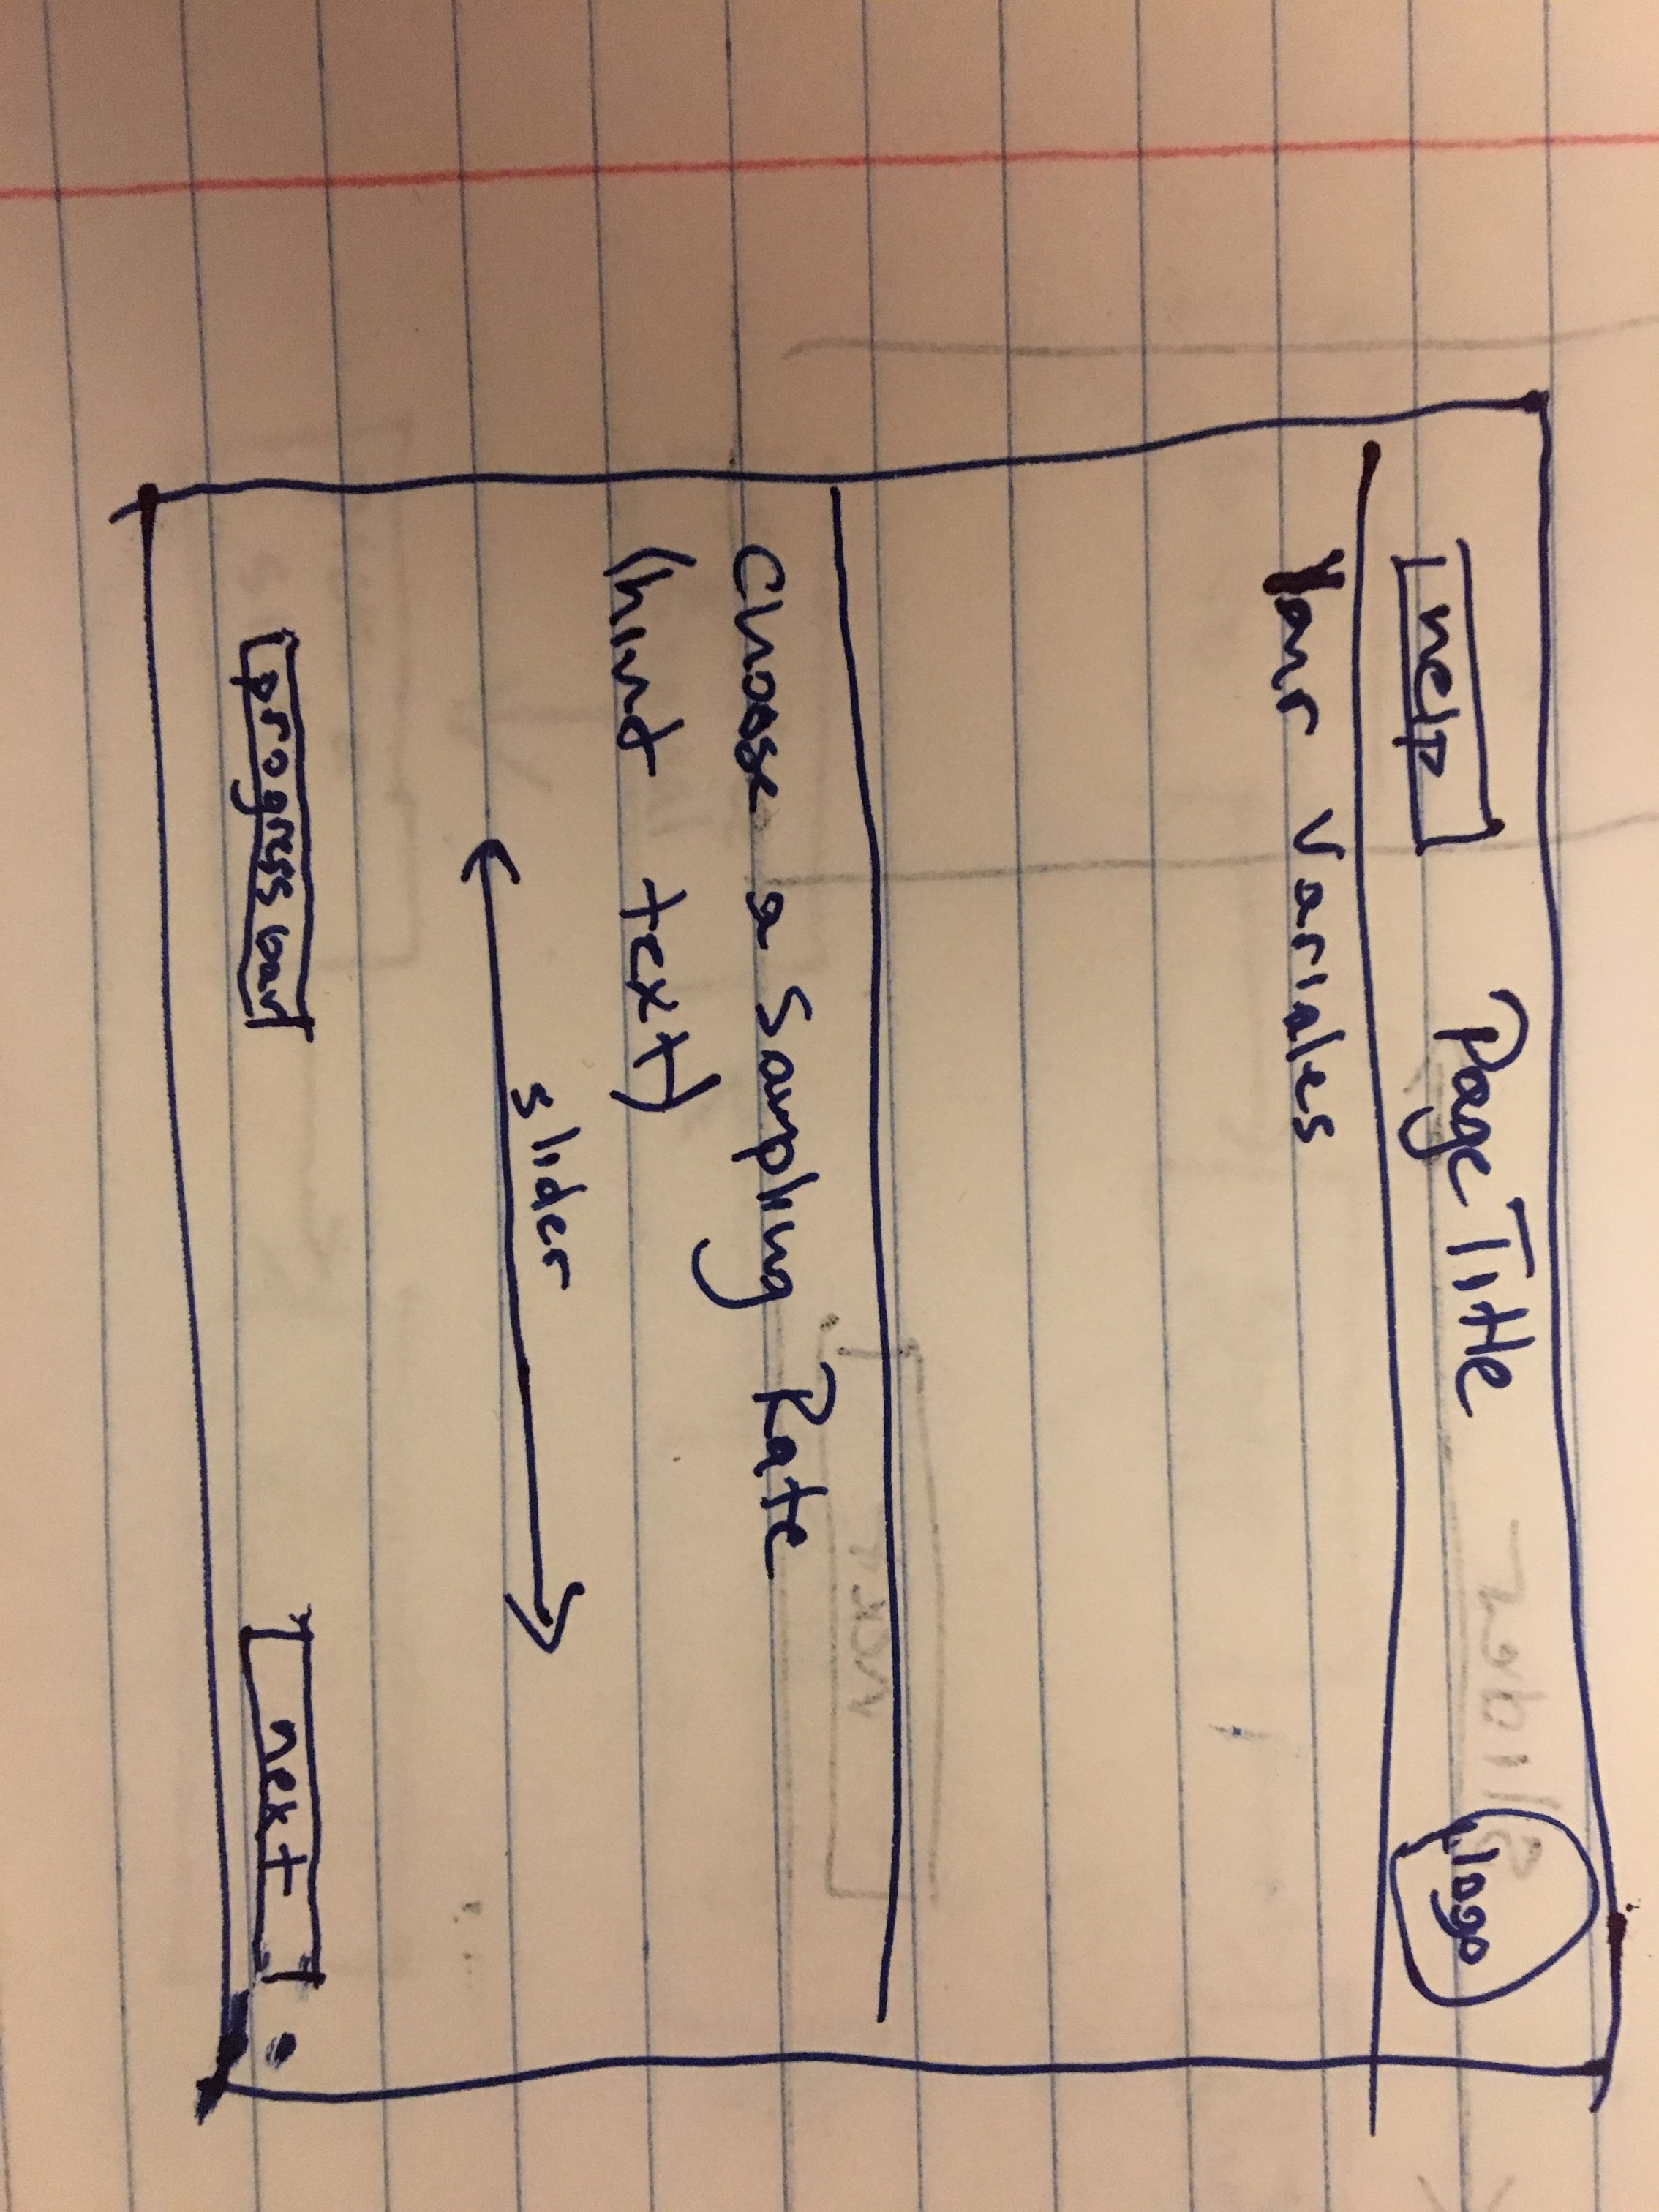 help
Page Title
logo
Your Variales
Choose a Sampling Rate
(hint text)
slider
progress bar
next